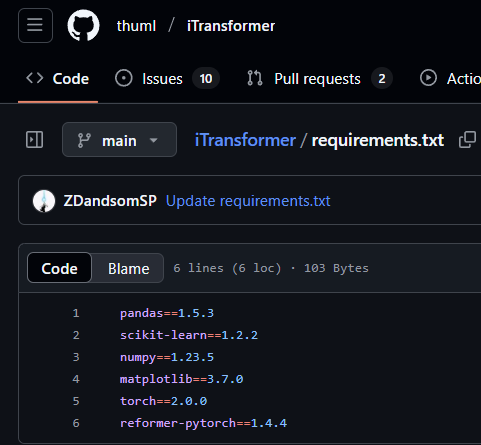 thuml / iTransformer
Code Issues 10 Pull requests 2 Actio
main iTransformer / requirements.txt
ZDandsomSP Update requirements.txt
Code Blame 6 lines (6 loc) · 103 Bytes
1 pandas==1.5.3
2 scikit-learn==1.2.2
3 numpy==1.23.5
4 matplotlib==3.7.0
5 torch==2.0.0
6 reformer-pytorch==1.4.4